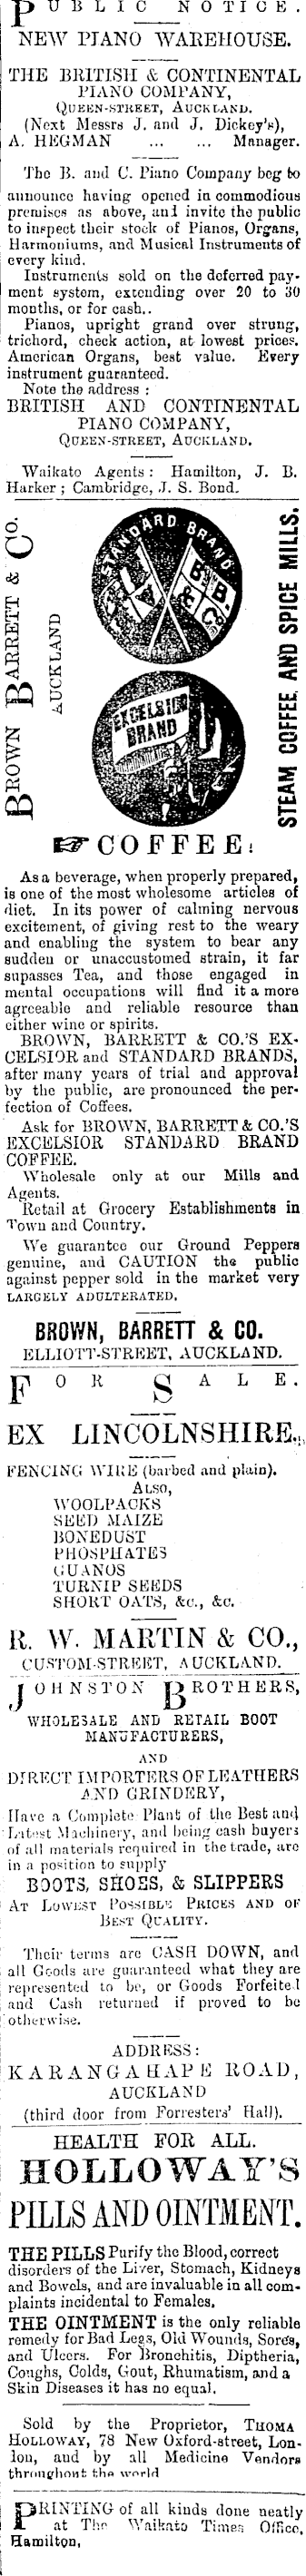 PUBLIC NOTICE.
NEW PIANO WAREHOUSE.
THE BRITISH & CONTINENTAL
PIANO COMPANY,
QUEEN-STREET, AUCKLAND.
(Next Messrs J. and J. Dickey's),
A. HEGMAN ... ... Manager.
The B. and C. Piano Company beg to
announce having opened in commodious
premises as above, and invite the public
to inspect their stock of Pianos, Organs,
Harmoniums, and Musical Instruments of
every kind.
Instruments sold on the deferred pay-
ment system, extending over 20 to 30
months, or for cash..
Pianos, upright grand over strung,
trichord, check action, at lowest prices.
American Organs, best value. Every
instrument guaranteed.
Note the address :
BRITISH AND CONTINENTAL
PIANO COMPANY,
QUEEN-STREET, AUCKLAND.
Waikato Agents: Hamilton, J. B.
Harker ; Cambridge, J. S. Bond.
BROWN BARRETT & CO.
AUCKLAND
STANDARD BRAND
B B
& Co
EXCELSIOR
BRAND
STEAM COFFEE AND SPICE MILLS.
☞COFFEE:
As a beverage, when properly prepared,
is one of the most wholesome articles of
diet. In its power of calming nervous
excitement, of giving rest to the weary
and enabling the system to bear any
sudden or unaccustomed strain, it far
supasses Tea, and those engaged in
mental occupations will find it a more
agreeable and reliable resource than
either wine or spirits.
BROWN, BARRETT & CO.'S EX-
CELSIOR and STANDARD BRANDS,
after many years of trial and approval
by the public, are pronounced the per-
fection of Coffees.
Ask for BROWN, BARRETT & CO.'S
EXCELSIOR STANDARD BRAND
COFFEE.
Wholesale only at our Mills and
Agents.
Retail at Grocery Establishments in
Town and Country.
We guarantee our Ground Peppers
genuine, and CAUTION the public
against pepper sold in the market very
LARGELY ADULTERATED.
BROWN, BARRETT & CO.
ELLIOTT-STREET, AUCKLAND.
FOR SALE.
EX LINCOLNSHIRE.,
FENCING WIRE (barbed and plain).
ALSO,
WOOLPACKS
SEED MAIZE
BONEDUST
PHOSPHATES
GUANOS
TURNIP SEEDS
SHORT OATS, &c., &c.
R. W. MARTIN & CO.,
CUSTOM-STREET, AUCKLAND.
JOHNSTON BROTHERS,
WHOLESALE AND RETAIL BOOT
MANUFACTURERS,
AND
DIRECT IMPORTERS OF LEATHERS
AND GRINDERY,
Have a Complete Plant of the Best and
Latest Machinery, and being cash buyers
of all materials required in the trade, are
in a position to supply
BOOTS, SHOES, & SLIPPERS
AT LOWEST POSSIBLE PRICES AND OF
BEST QUALITY.
Their terms are CASH DOWN, and
all Goods are guaranteed what they are
represented to be, or Goods Forfeited
and Cash returned if proved to be
otherwise.
ADDRESS:
KARANGAHAPE ROAD,
AUCKLAND
(third door from Forresters' Hall).
HEALTH FOR ALL.
HOLLOWAY'S
PILLS AND OINTMENT.
THE PILLS Purify the Blood, correct
disorders of the Liver, Stomach, Kidneys
and Bowels, and are invaluable in all com-
plaints incidental to Females.
THE OINTMENT is the only reliable
remedy for Bad Legs, Old Wounds, Sores,
and Ulcers. For Bronchitis, Diptheria,
Coughs, Colds, Gout, Rhumatism, and a
Skin Diseases it has no equal.
Sold by the Proprietor, THOMA
HOLLOWAY, 78 New Oxford-street, Lon-
lon, and by all Medicine Vendors
throughout the world
PRINTING of all kinds done neatly
at The Waikato Times Office,
Hamilton,